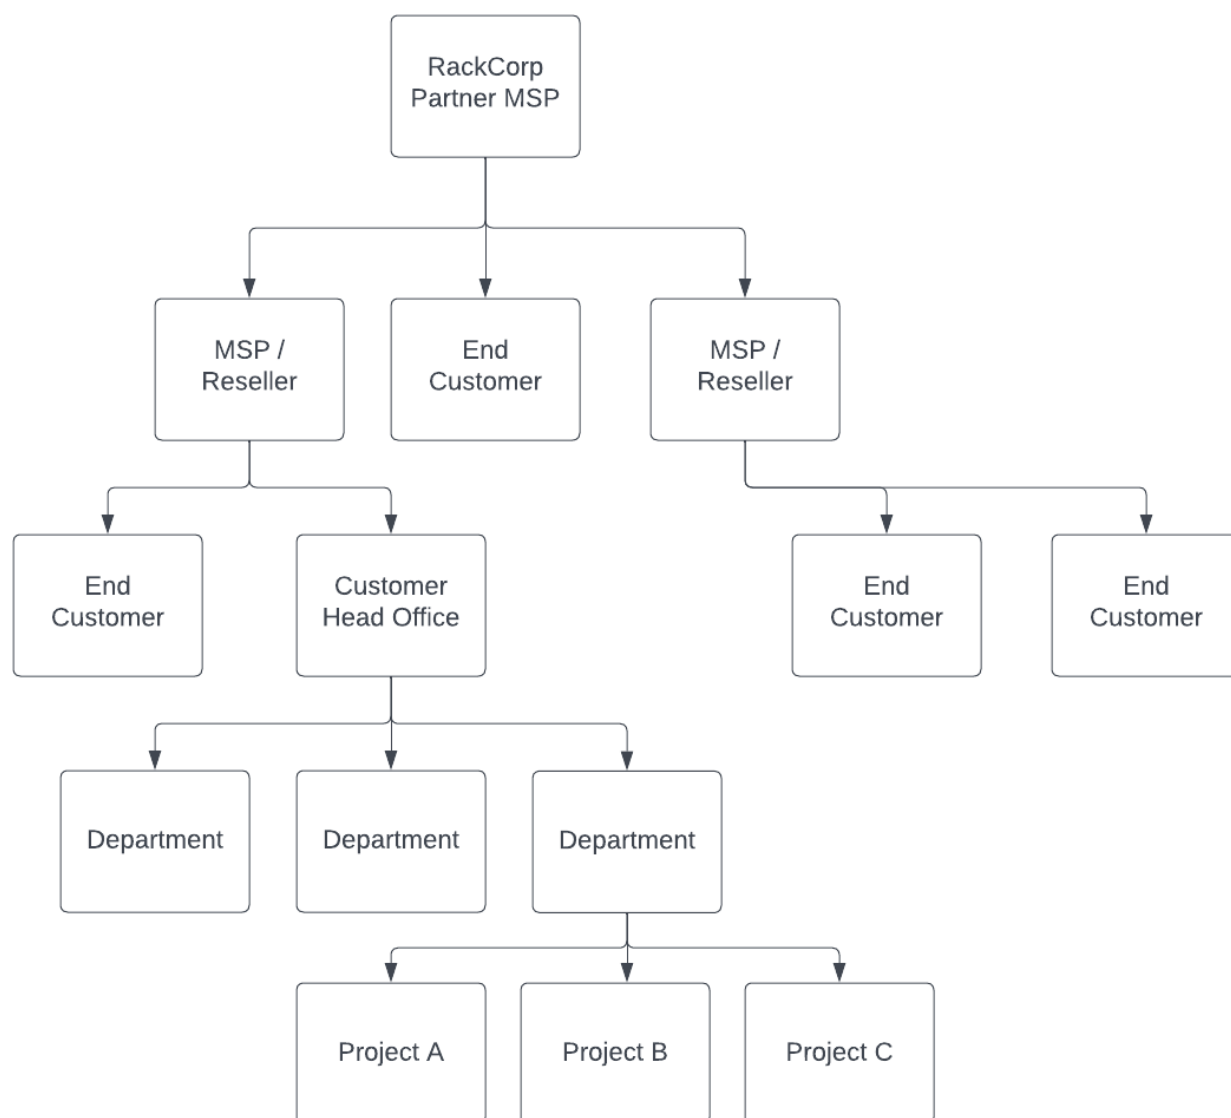 RackCorp
Partner MSP
MSP /
Reseller
End
Customer
MSP /
Reseller
End
Customer
Customer
Head Office
End
Customer
End
Customer
Department
Department
Department
Project A
Project B
Project C